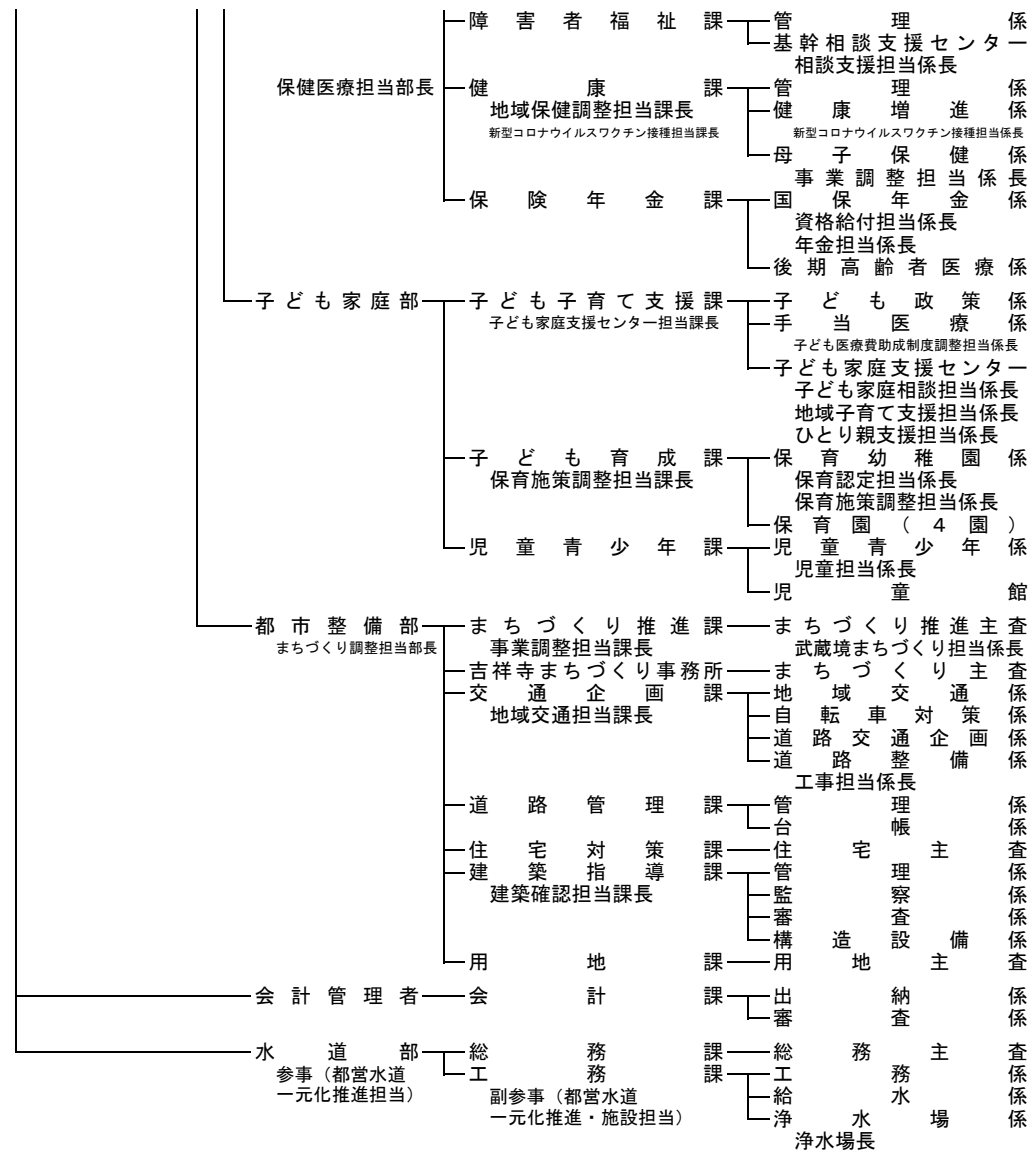 障害者福祉課 管理係
基幹相談支援センター
相談支援担当係長
保健医療担当部長 健康課 管理係
地域保健調整担当課長 健康増進係
新型コロナウイルスワクチン接種担当課長 新型コロナウイルスワクチン接種担当係長
母子保健係
事業調整担当係長
保険年金課 国保年金係
資格給付担当係長
年金担当係長
後期高齢者医療係
子ども家庭部 子ども子育て支援課 子ども政策係
子ども家庭支援センター担当課長 手当医療係
子ども医療費助成制度調整担当係長
子ども家庭支援センター
子ども家庭相談担当係長
地域子育て支援担当係長
ひとり親支援担当係長
子ども育成課 保育幼稚園係
保育施策調整担当課長 保育認定担当係長
保育施策調整担当係長
保育園（4園）
児童青少年課 児童青少年係
児童担当係長
児童館
都市整備部 まちづくり推進課 まちづくり推進主査
まちづくり調整担当部長 事業調整担当課長 武蔵境まちづくり担当係長
吉祥寺まちづくり事務所 まちづくり主査
交通企画課 地域交通係
地域交通担当課長 自転車対策係
道路交通企画係
道路整備係
工事担当係長
道路管理課 管理係
台帳係
住宅対策課 住宅主査
建築指導課 管理係
建築確認担当課長 監察係
審査係
構造設備係
用地課 用地主査
会計管理者 会計課 出納係
審査係
水道部 総務課 総務主査
参事（都営水道 工務課 工務係
一元化推進担当） 副参事（都営水道 給水係
一元化推進・施設担当） 浄水場係
浄水場長